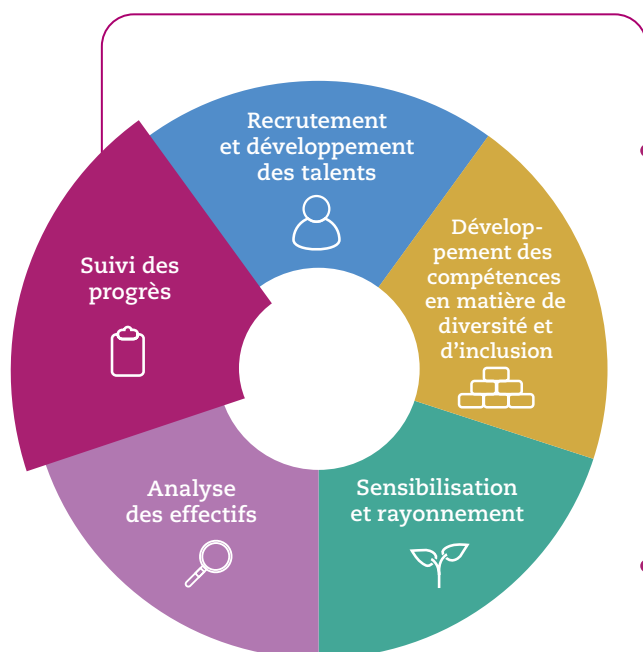 Recrutement
et développement
des talents
Dévelop-
pement des
compétences
en matière de
diversité et
d’inclusion
Sensibilisation
et rayonnement
Analyse
des effectifs
Suivi des
progrès